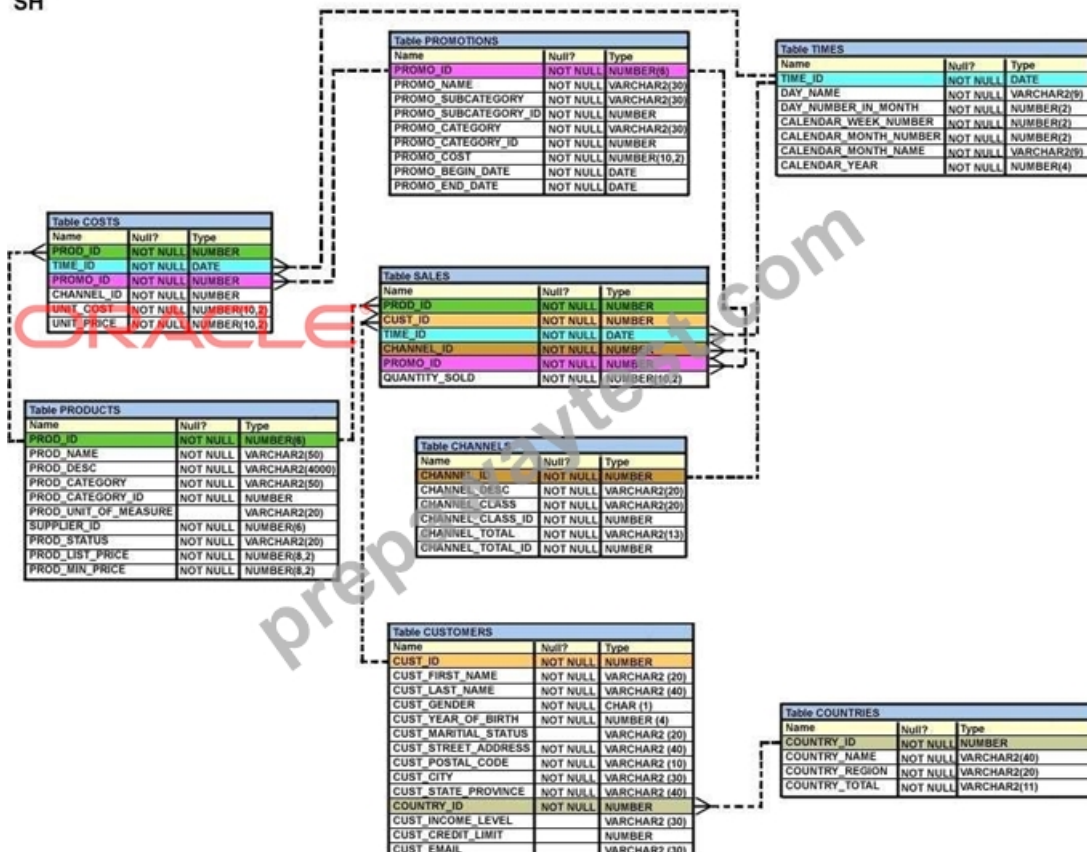 SH
Table PROMOTIONS
Name Null? Type
PROMO_ID NOT NULL NUMBER(6)
PROMO_NAME NOT NULL VARCHAR2(30)
PROMO_SUBCATEGORY NOT NULL VARCHAR2(30)
PROMO_SUBCATEGORY_ID NOT NULL NUMBER
PROMO_CATEGORY NOT NULL VARCHAR2(30)
PROMO_CATEGORY_ID NOT NULL NUMBER
PROMO_COST NOT NULL NUMBER(10,2)
PROMO_BEGIN_DATE NOT NULL DATE
PROMO_END_DATE NOT NULL DATE
Table TIMES
Name Null? Type
TIME_ID NOT NULL DATE
DAY_NAME NOT NULL VARCHAR2(9)
DAY_NUMBER_IN_MONTH NOT NULL NUMBER(2)
CALENDAR_WEEK_NUMBER NOT NULL NUMBER(2)
CALENDAR_MONTH_NUMBER NOT NULL NUMBER(2)
CALENDAR_MONTH_NAME NOT NULL VARCHAR2(9)
CALENDAR_YEAR NOT NULL NUMBER(4)
Table COSTS
Name Null? Type
PROD_ID NOT NULL NUMBER
TIME_ID NOT NULL DATE
PROMO_ID NOT NULL NUMBER
CHANNEL_ID NOT NULL NUMBER
UNIT_COST NOT NULL NUMBER(10,2)
UNIT_PRICE NOT NULL NUMBER(10,2)
ORACLE
Table SALES
Name Null? Type
PROD_ID NOT NULL NUMBER
CUST_ID NOT NULL NUMBER
TIME_ID NOT NULL DATE
CHANNEL_ID NOT NULL NUMBER
PROMO_ID NOT NULL NUMBER
QUANTITY_SOLD NOT NULL NUMBER(10,2)
Table PRODUCTS
Name Null? Type
PROD_ID NOT NULL NUMBER(6)
PROD_NAME NOT NULL VARCHAR2(50)
PROD_DESC NOT NULL VARCHAR2(4000)
PROD_CATEGORY NOT NULL VARCHAR2(50)
PROD_CATEGORY_ID NOT NULL NUMBER
PROD_UNIT_OF_MEASURE VARCHAR2(20)
SUPPLIER_ID NOT NULL NUMBER(6)
PROD_STATUS NOT NULL VARCHAR2(20)
PROD_LIST_PRICE NOT NULL NUMBER(8,2)
PROD_MIN_PRICE NOT NULL NUMBER(8,2)
Table CHANNELS
Name Null? Type
CHANNEL_ID NOT NULL NUMBER
CHANNEL_DESC NOT NULL VARCHAR2(20)
CHANNEL_CLASS NOT NULL VARCHAR2(20)
CHANNEL_CLASS_ID NOT NULL NUMBER
CHANNEL_TOTAL NOT NULL VARCHAR2(13)
CHANNEL_TOTAL_ID NOT NULL NUMBER
prepawaytest.com
Table CUSTOMERS
Name Null? Type
CUST_ID NOT NULL NUMBER
CUST_FIRST_NAME NOT NULL VARCHAR2 (20)
CUST_LAST_NAME NOT NULL VARCHAR2 (40)
CUST_GENDER NOT NULL CHAR (1)
CUST_YEAR_OF_BIRTH NOT NULL NUMBER (4)
CUST_MARITIAL_STATUS VARCHAR2 (20)
CUST_STREET_ADDRESS NOT NULL VARCHAR2 (40)
CUST_POSTAL_CODE NOT NULL VARCHAR2 (10)
CUST_CITY NOT NULL VARCHAR2 (30)
CUST_STATE_PROVINCE NOT NULL VARCHAR2 (40)
COUNTRY_ID NOT NULL NUMBER
CUST_INCOME_LEVEL VARCHAR2 (30)
CUST_CREDIT_LIMIT NUMBER
CUST_EMAIL VARCHAR2 (30)
Table COUNTRIES
Name Null? Type
COUNTRY_ID NOT NULL NUMBER
COUNTRY_NAME NOT NULL VARCHAR2(40)
COUNTRY_REGION NOT NULL VARCHAR2(20)
COUNTRY_TOTAL NOT NULL VARCHAR2(11)